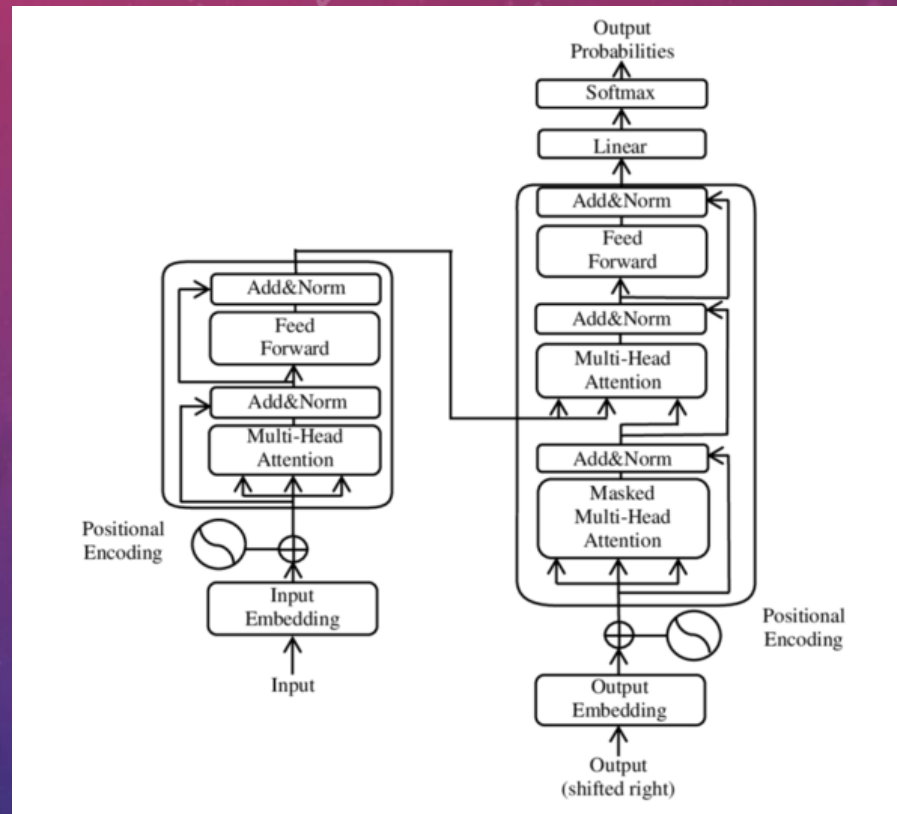 Output
Probabilities
Softmax
Linear
Add&Norm
Feed
Forward
Add&Norm
Multi-Head
Attention
Add&Norm
Masked
Multi-Head
Attention
Positional
Encoding
Output
Embedding
Output
(shifted right)
Add&Norm
Feed
Forward
Add&Norm
Multi-Head
Attention
Positional
Encoding
Input
Embedding
Input